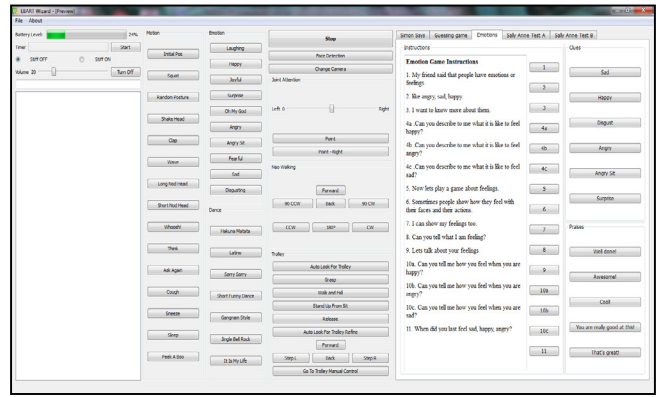 EBART Wizard - [Preview]
File About
Battery Level: 24%
Time: Start
Stiff OFF Stiff ON
Volume 20 Turn Off
Motion
Initial Pos
Squat
Random Posture
Shake Head
Clap
Wave
Long Nod Head
Short Nod Head
Whoosh!
Think
Ask Again
Cough
Sneeze
Sleep
Peek A Boo
Emotion
Laughing
Happy
Joyful
Surprise
Oh My God
Angry
Angry Sit
Fearful
Sad
Disgusting
Dance
Hakuna Matata
Latino
Sorry Sorry
Short Funny Dance
Gangnam Style
Jingle Bell Rock
It Is My Life
Stop
Face Detection
Change Camera
Joint Attention
Left 0 Right
Point
Point - Right
Nao Walking
Forward
90 CCW Back 90 CW
CCW 180° CW
Trolley
Auto Look For Trolley
Grasp
Walk and Fall
Stand Up From Sit
Release
Auto Look For Trolley Refine
Forward
Step L Back Step R
Go To Trolley Manual Control
Simon Says Guessing game Emotions Sally Anne Test A Sally Anne Test B
Instructions
Emotion Game Instructions
1. My friend said that people have emotions or
feelings.
2. like angry, sad, happy.
3. I want to know more about them.
4a .Can you describe to me what it is like to feel
happy?
4b .Can you describe to me what it is like to feel
angry?
4c .Can you describe to me what it is like to feel
sad?
5. Now lets play a game about feelings.
6. Sometimes people show how they feel with
their faces and their actions.
7. I can show my feelings too.
8. Can you tell what I am feeling?
9. Lets talk about your feelings
10a. Can you tell me how you feel when you are
happy?
10b. Can you tell me how you feel when you are
angry?
10c. Can you tell me how you feel when you are
sad?
11. When did you last feel sad, happy, angry?
1
2
3
4a
4b
4C
5
6
7
8
9
10a
10b
10c
11
Clues
Sad
Happy
Disgust
Angry
Angry Sit
Surprise
Praises
Well done!
Awesome!
Cool!
You are really good at this!
That's great!